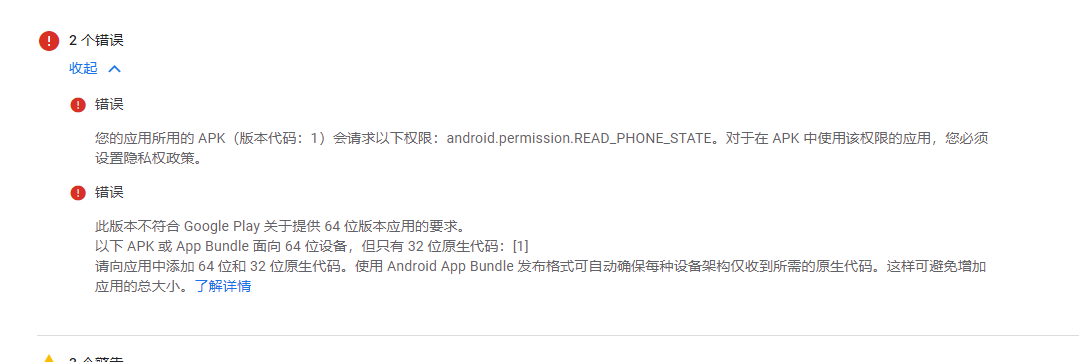 2 个错误
收起
错误
您的应用所用的 APK（版本代码：1）会请求以下权限：android.permission.READ_PHONE_STATE。对于在 APK 中使用该权限的应用，您必须
设置隐私权政策。
错误
此版本不符合 Google Play 关于提供 64 位版本应用的要求。
以下 APK 或 App Bundle 面向 64 位设备，但只有 32 位原生代码：[1]
请向应用中添加 64 位和 32 位原生代码。使用 Android App Bundle 发布格式可自动确保每种设备架构仅收到所需的原生代码。这样可避免增加
应用的总大小。了解详情